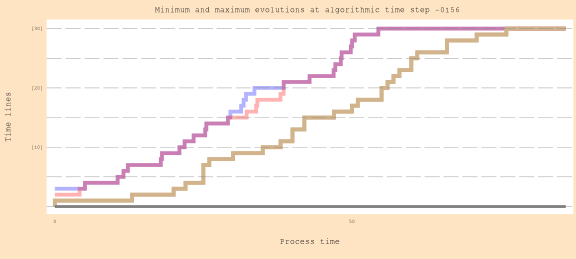 Minimum and maximum evolutions at algorithmic time step -0156
Time lines
[30]
[20]
[10]
0
50
Process time